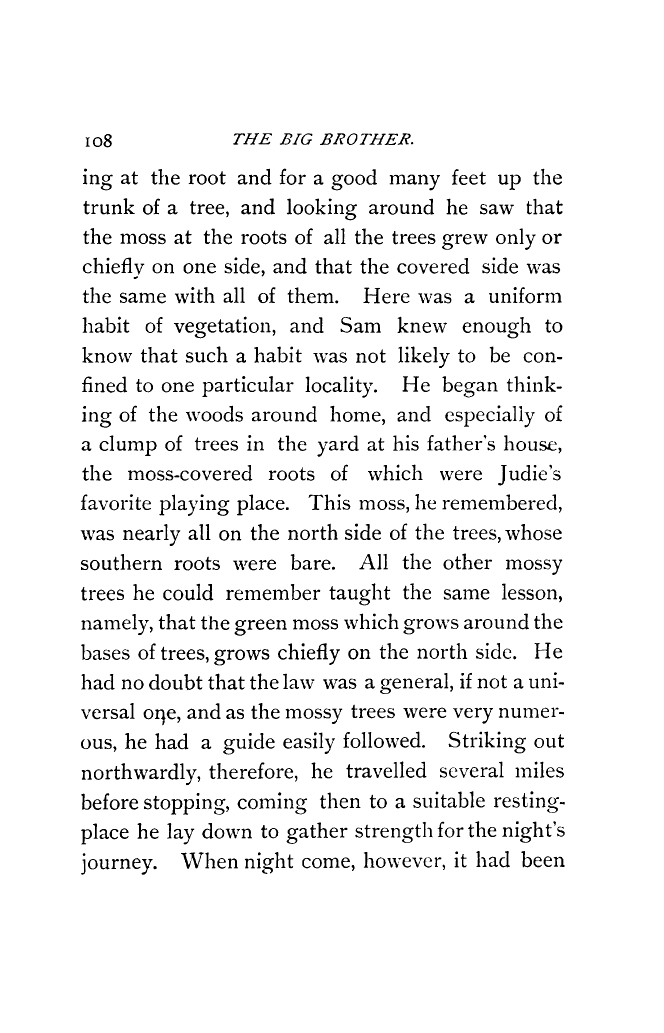 108 THE BIG BROTHER.
ing at the root and for a good many feet up the
trunk of a tree, and looking around he saw that
the moss at the roots of all the trees grew only or
chiefly on one side, and that the covered side was
the same with all of them. Here was a uniform
habit of vegetation, and Sam knew enough to
know that such a habit was not likely to be con-
fined to one particular locality. He began think-
ing of the woods around home, and especially of
a clump of trees in the yard at his father's house,
the moss-covered roots of which were Judie's
favorite playing place. This moss, he remembered,
was nearly all on the north side of the trees, whose
southern roots were bare. All the other mossy
trees he could remember taught the same lesson,
namely, that the green moss which grows around the
bases of trees, grows chiefly on the north side. He
had no doubt that the law was a general, if not a uni-
versal one, and as the mossy trees were very numer-
ous, he had a guide easily followed. Striking out
northwardly, therefore, he travelled several miles
before stopping, coming then to a suitable resting-
place he lay down to gather strength for the night's
journey. When night come, however, it had been